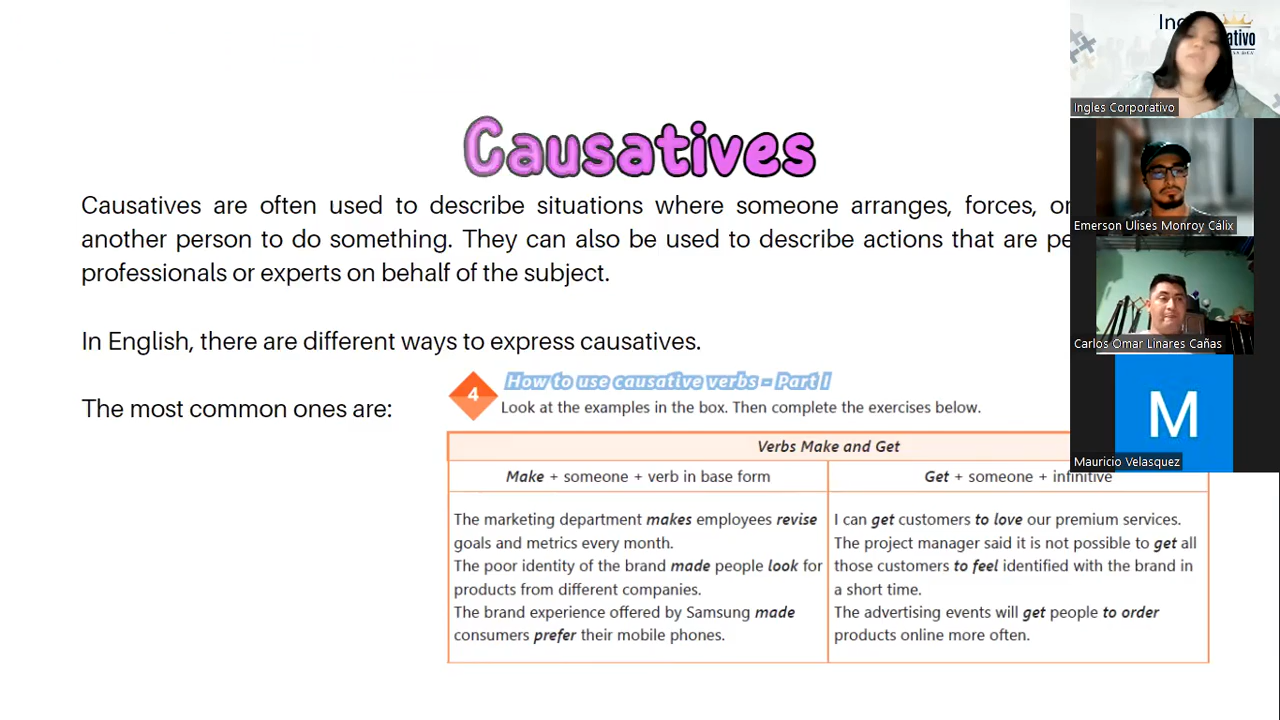 Causatives
Causatives are often used to describe situations where someone arranges, forces, or
another person to do something. They can also be used to describe actions that are
professionals or experts on behalf of the subject.
In English, there are different ways to express causatives.
The most common ones are:
4
How to use causative verbs - Part I
Look at the examples in the box. Then complete the exercises below.
Verbs Make and Get
Make + someone + verb in base form
The marketing department makes employees revise
goals and metrics every month.
The poor identity of the brand made people look for
products from different companies.
The brand experience offered by Samsung made
consumers prefer their mobile phones.
Get + someone + infinitive
I can get customers to love our premium services.
The project manager said it is not possible to get all
those customers to feel identified with the brand in
a short time.
The advertising events will get people to order
products online more often.
Ingles Corporativo
Emerson Ulises Monroy Cálix
Carlos Omar Linares Cañas
M
Mauricio Velasquez